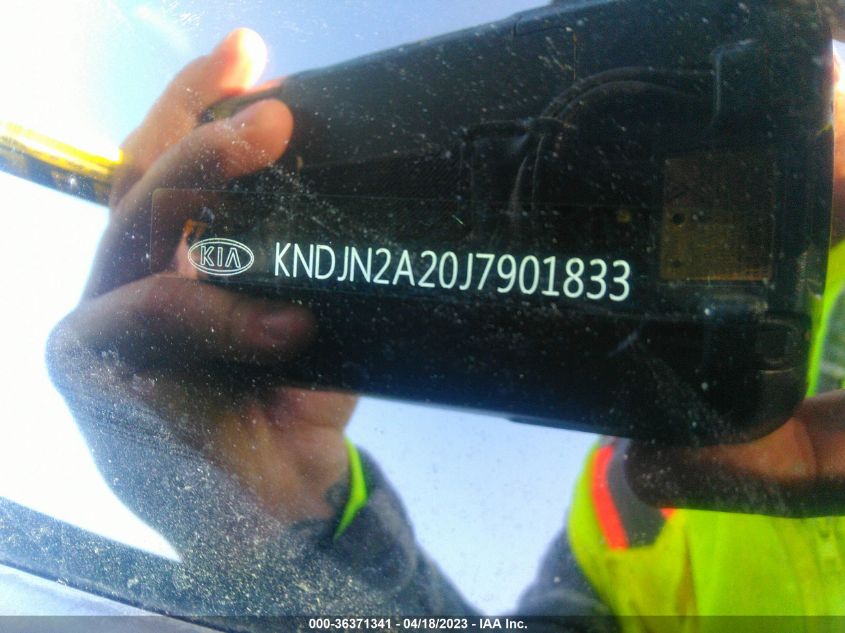 KIA KNDJN2A20J7901833
000-36371341 - 04/18/2023 - IAA Inc.